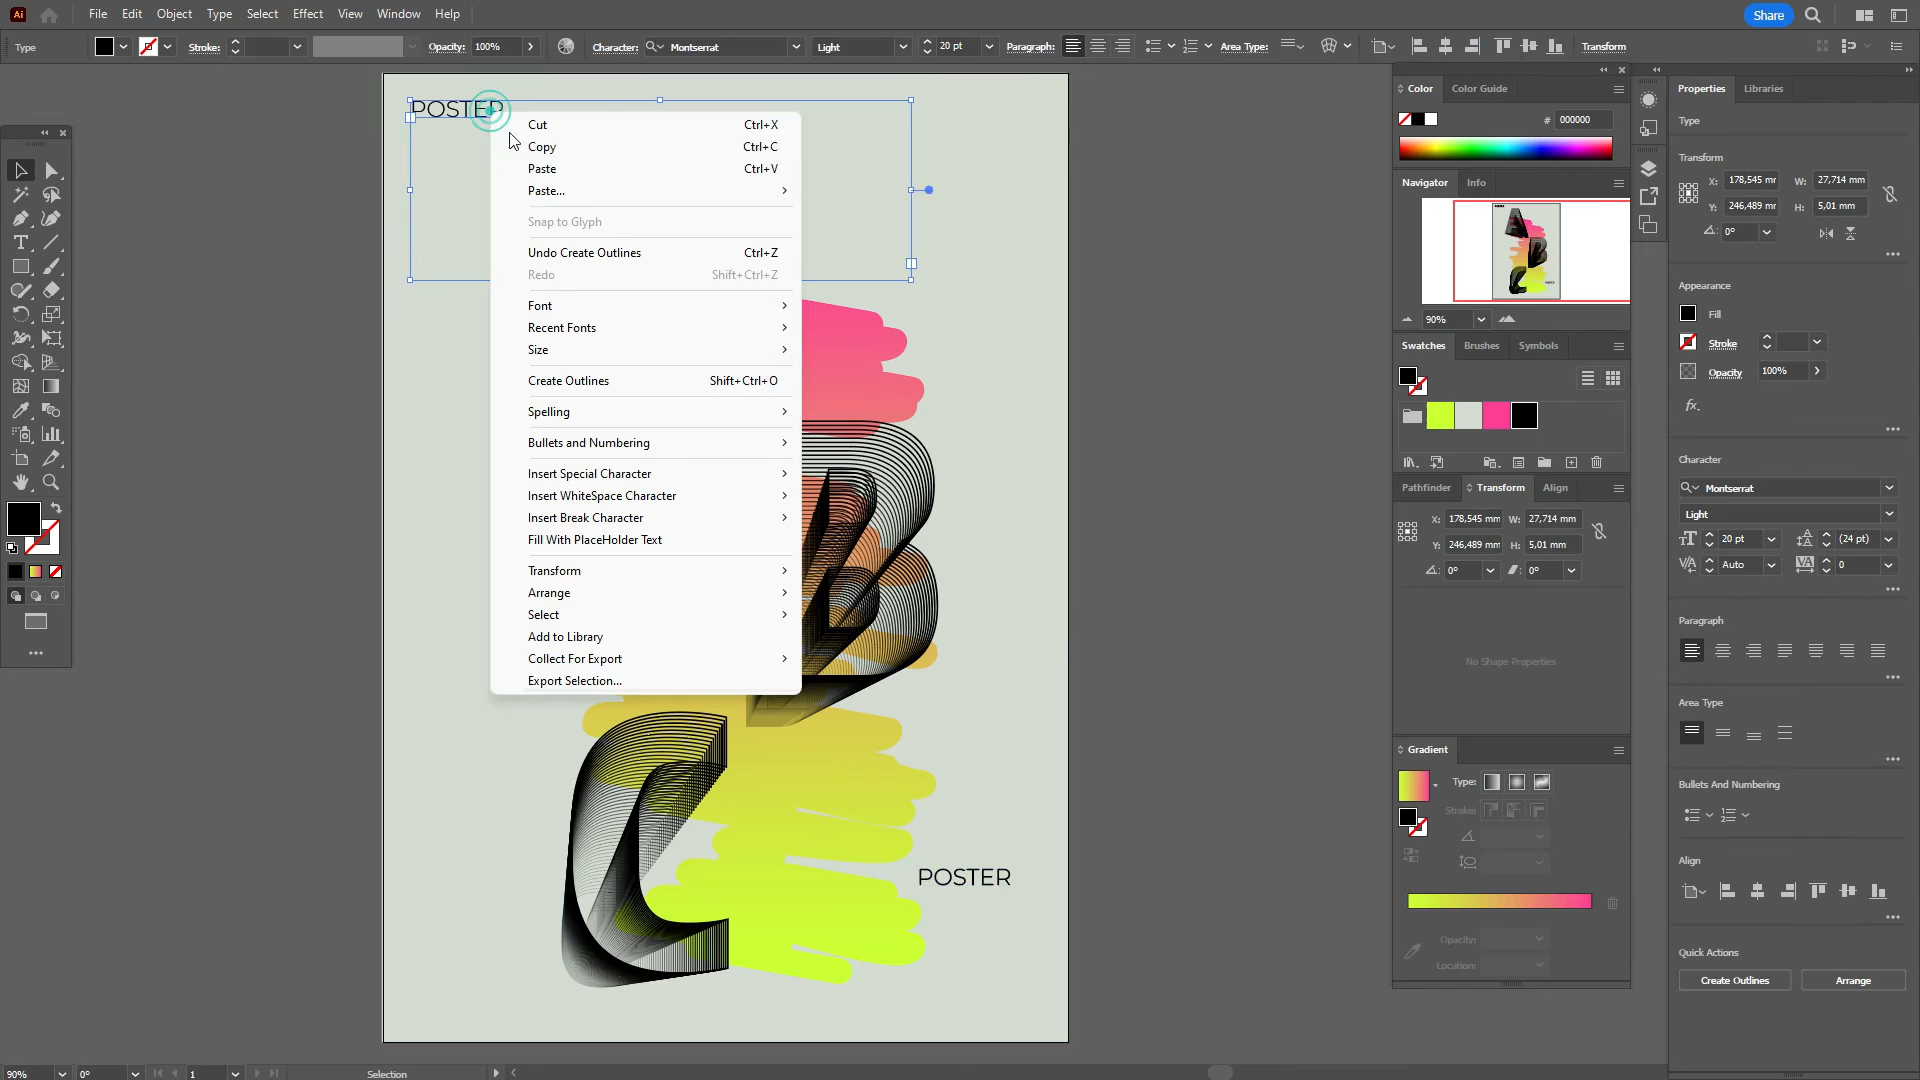 Ai File Edit Object Type Select Effect View Window Help Share
Type Stroke: Opacity: 100% Character: Montserrat Light 20 pt Paragraph: Area Type: Transform
POSTER
Cut Ctrl+X
Copy Ctrl+C
Paste Ctrl+V
Paste...
Snap to Glyph
Undo Create Outlines Ctrl+Z
Redo Shift+Ctrl+Z
Font
Recent Fonts
Size
Create Outlines Shift+Ctrl+O
Spelling
Bullets and Numbering
Insert Special Character
Insert WhiteSpace Character
Insert Break Character
Fill With PlaceHolder Text
Transform
Arrange
Select
Add to Library
Collect For Export
Export Selection...
POSTER
Color Color Guide
# 000000
Navigator Info
90%
Swatches Brushes Symbols
Pathfinder Transform Align
X: 178,545 mm W: 27,714 mm
Y: 246,489 mm H: 5,01 mm
0° 0°
No Shape Properties
Gradient
Type:
Stroke:
Opacity:
Location:
Properties Libraries
Type
Transform
X: 178,545 mr W: 27,714 mm
Y: 246,489 mr H: 5,01 mm
0°
Appearance
Fill
Stroke
Opacity 100%
fx.
Character
Montserrat
Light
20 pt (24 pt)
Auto 0
Paragraph
Area Type
Bullets And Numbering
Align
Quick Actions
Create Outlines Arrange
90% 0° 1 Selection